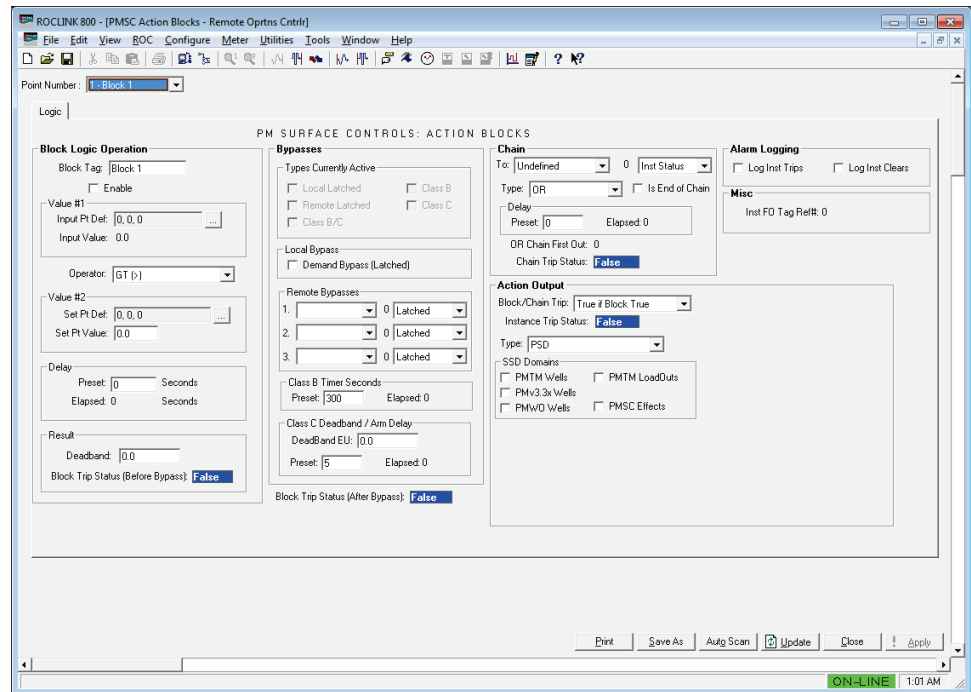 ROCLINK 800 - [PMSC Action Blocks - Remote Oprtns Cntrlr]
File Edit View ROC Configure Meter Utilities Tools Window Help
Point Number : 1 - Block 1
Logic
PM SURFACE CONTROLS: ACTION BLOCKS
Block Logic Operation
Block Tag: Block 1
Enable
Value #1
Input Pt Def: 0, 0, 0 ...
Input Value: 0.0
Operator: GT (>)
Value #2
Set Pt Def: 0, 0, 0 ...
Set Pt Value: 0.0
Delay
Preset: 0 Seconds
Elapsed: 0 Seconds
Result
Deadband: 0.0
Block Trip Status (Before Bypass): False
Bypasses
Types Currently Active
Local Latched Class B
Remote Latched Class C
Class B/C
Local Bypass
Demand Bypass (Latched)
Remote Bypasses
1. 0 Latched
2. 0 Latched
3. 0 Latched
Class B Timer Seconds
Preset: 300 Elapsed: 0
Class C Deadband / Arm Delay
DeadBand EU: 0.0
Preset: 5 Elapsed: 0
Block Trip Status (After Bypass): False
Chain
To: Undefined 0 Inst Status
Type: OR Is End of Chain
Delay
Preset: 0 Elapsed: 0
OR Chain First Out: 0
Chain Trip Status: False
Alarm Logging
Log Inst Trips Log Inst Clears
Misc
Inst FO Tag Ref#: 0
Action Output
Block/Chain Trip: True if Block True
Instance Trip Status: False
Type: PSD
SSD Domains
PMTM Wells PMTM LoadOuts
PMv3.3x Wells
PMWO Wells PMSC Effects
Print Save As Auto Scan Update Close ! Apply
ON-LINE 1:01 AM